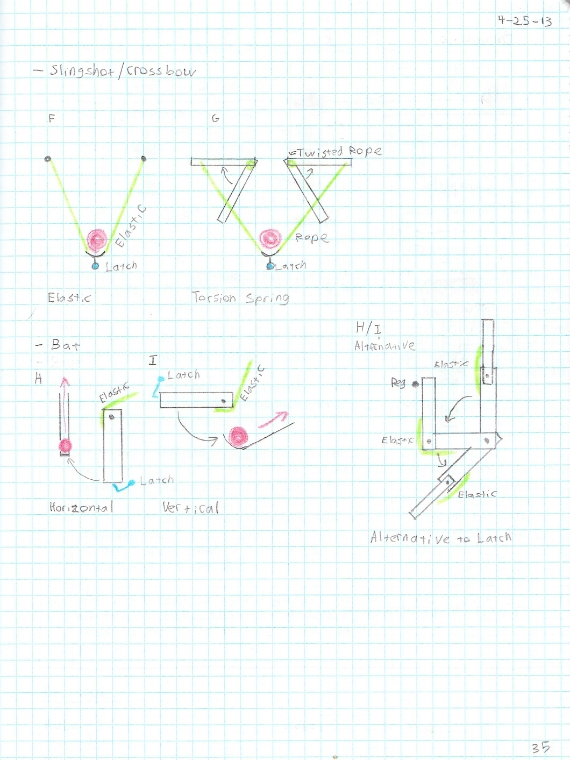 4-25-13
- Slingshot/crossbow
F
G
Twisted Rope
Elastic
Rope
Latch
Latch
Elastic
Torsion Spring
- Bat
H/I
Alternative
H
I
Latch
Elastic
Elastic
Elastic
Peg
Elastic
Latch
Elastic
Horizontal
Vertical
Alternative to Latch
35